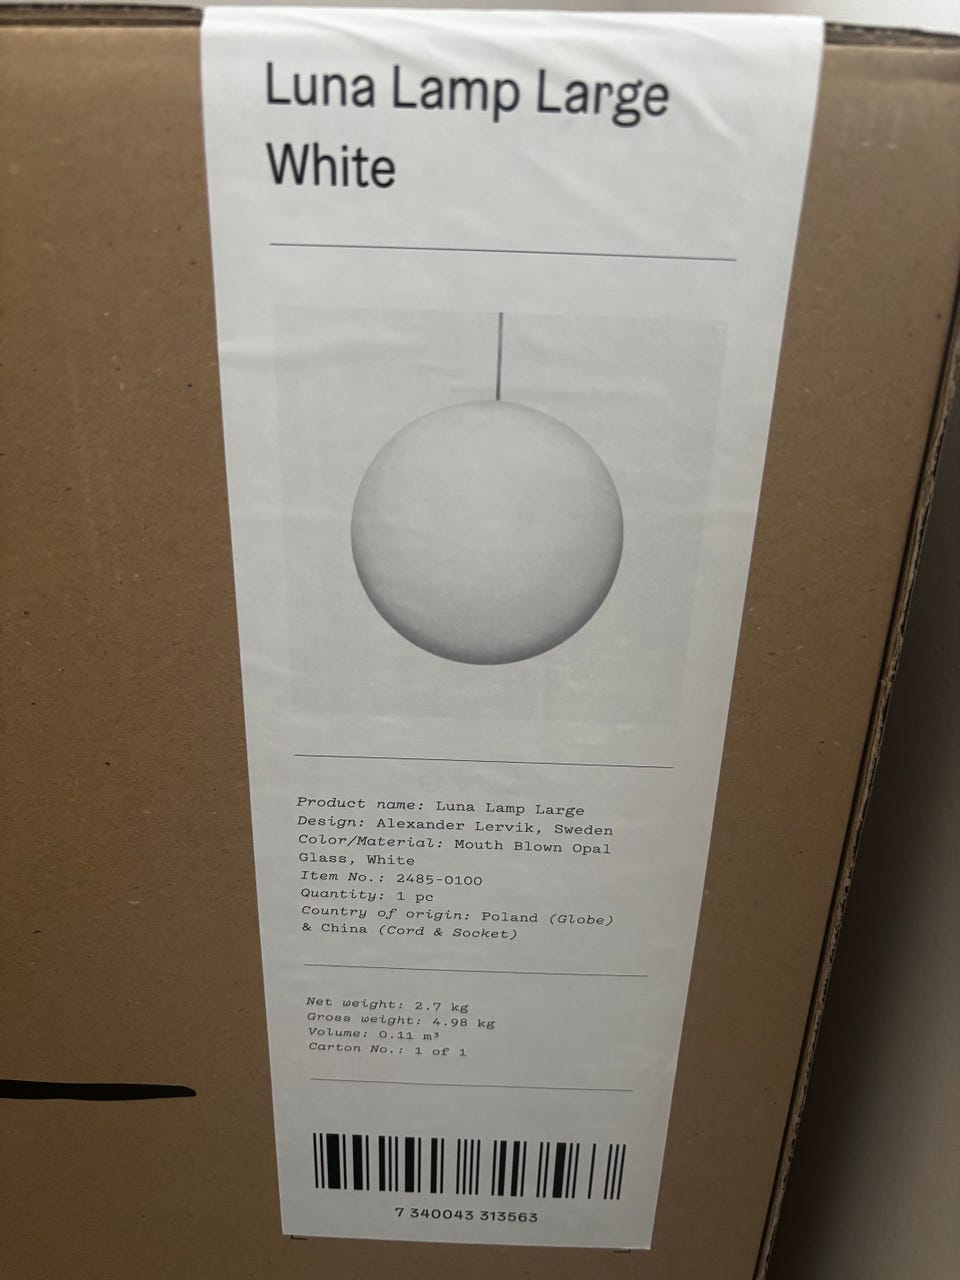 Luna Lamp Large
White
Product name: Luna Lamp Large
Design: Alexander Lervik, Sweden
Color/Material: Mouth Blown Opal
Glass, White
Item No.: 2485-0100
Quantity: 1 pc
Country of origin: Poland (Globe)
& China (Cord & Socket)
Net weight: 2.7 kg
Gross weight: 4.98 kg
Volume: 0.11 m³
Carton No.: 1 of 1
7 340043 313563